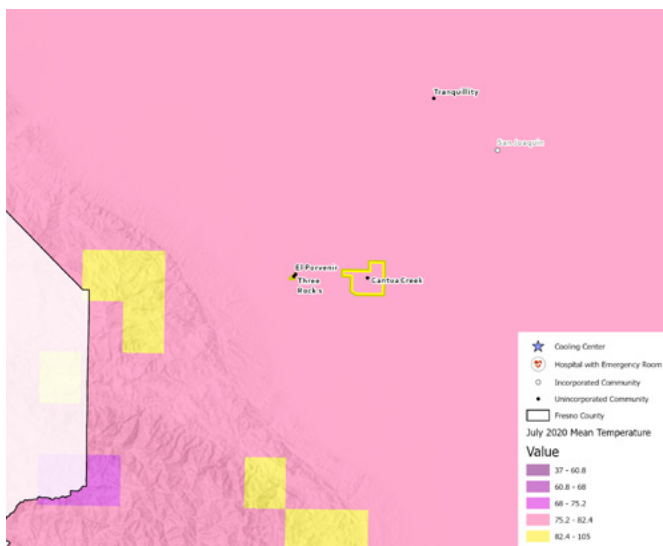 Tranquillity
San Joaquin
El Porvenir
Three
Rocks
Cantua Creek
Cooling Center
Hospital with Emergency Room
Incorporated Community
Unincorporated Community
Fresno County
July 2020 Mean Temperature
Value
37 - 60.8
60.8 - 68
68 - 75.2
75.2 - 82.4
82.4 - 105